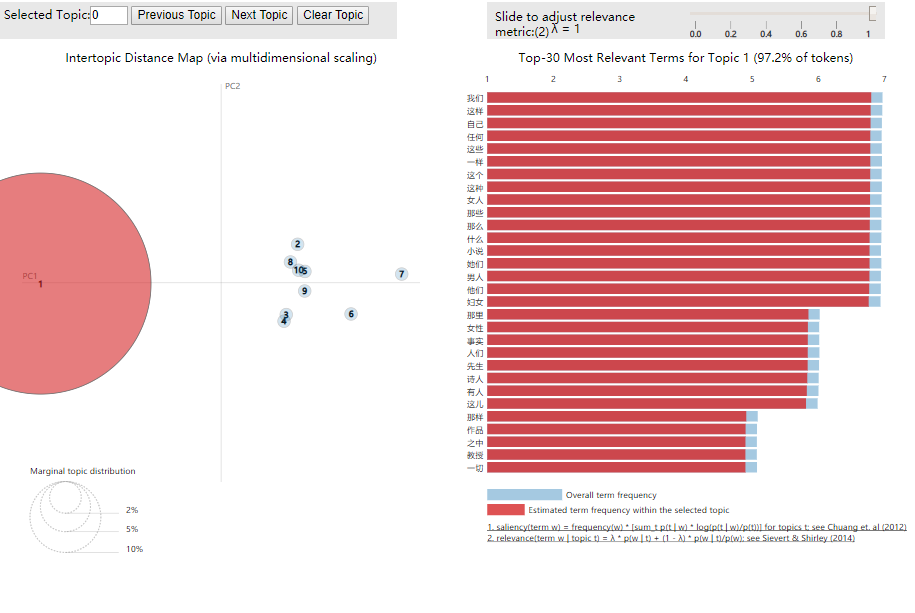 Selected Topic: 0 Previous Topic Next Topic Clear Topic
Slide to adjust relevance
metric:(2) λ = 1
0.0 0.2 0.4 0.6 0.8 1
Intertopic Distance Map (via multidimensional scaling)
PC2
PC1
1
2
8
10
5
7
9
3
4
6
Marginal topic distribution
2%
5%
10%
Top-30 Most Relevant Terms for Topic 1 (97.2% of tokens)
1 2 3 4 5 6 7
我们
这样
自己
任何
这些
一样
这个
这种
女人
那些
那么
什么
小说
她们
男人
他们
妇女
那里
女性
事实
人们
先生
诗人
有人
这儿
那样
作品
之中
教授
一切
Overall term frequency
Estimated term frequency within the selected topic
1. saliency(term w) = frequency(w) * [sum_t p(t | w) * log(p(t | w)/p(t))] for topics t; see Chuang et. al (2012)
2. relevance(term w | topic t) = λ * p(w | t) + (1 - λ) * p(w | t)/p(w); see Sievert & Shirley (2014)